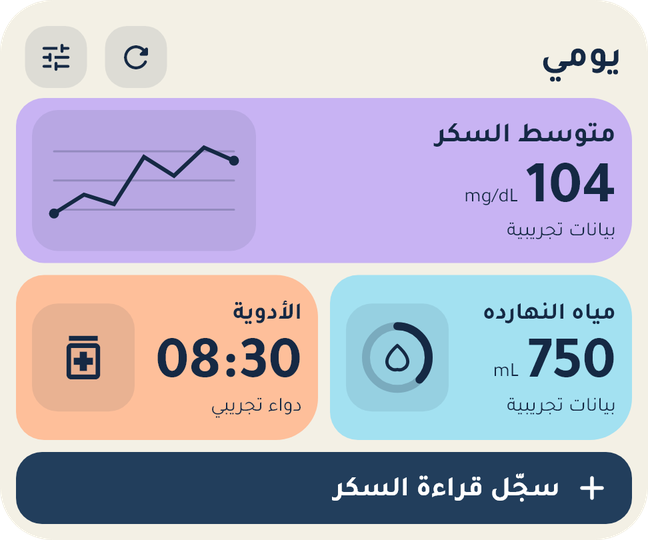 يومي
متوسط السكر
104 mg/dL
بيانات تجريبية
مياه النهارده
750 mL
بيانات تجريبية
الأدوية
08:30
دواء تجريبي
سجّل قراءة السكر